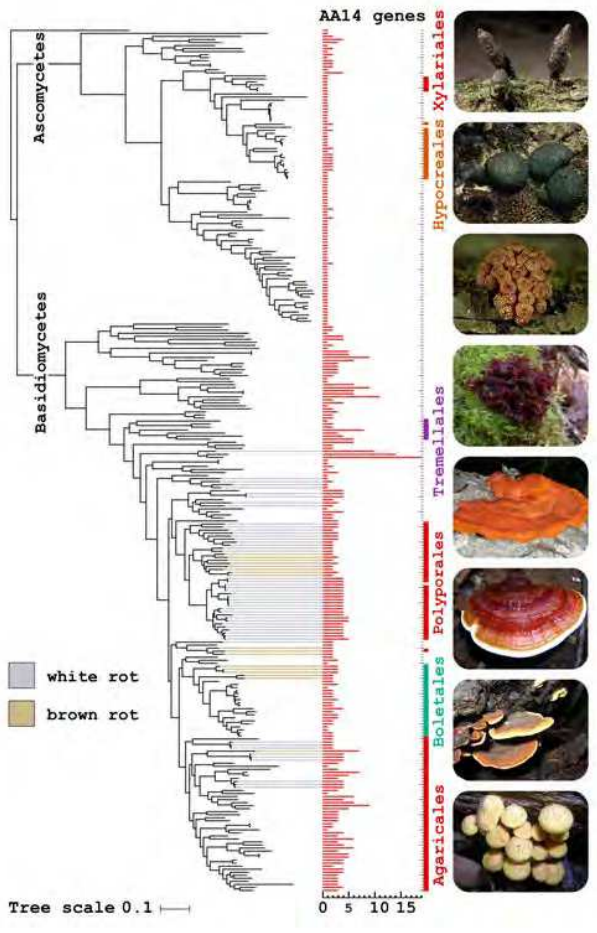 AA14 genes
Ascomycetes
Basidiomycetes
Xylariales
Hypocreales
Tremellales
Polyporales
Boletales
Agaricales
white rot
brown rot
Tree scale 0.1
0 5 10 15